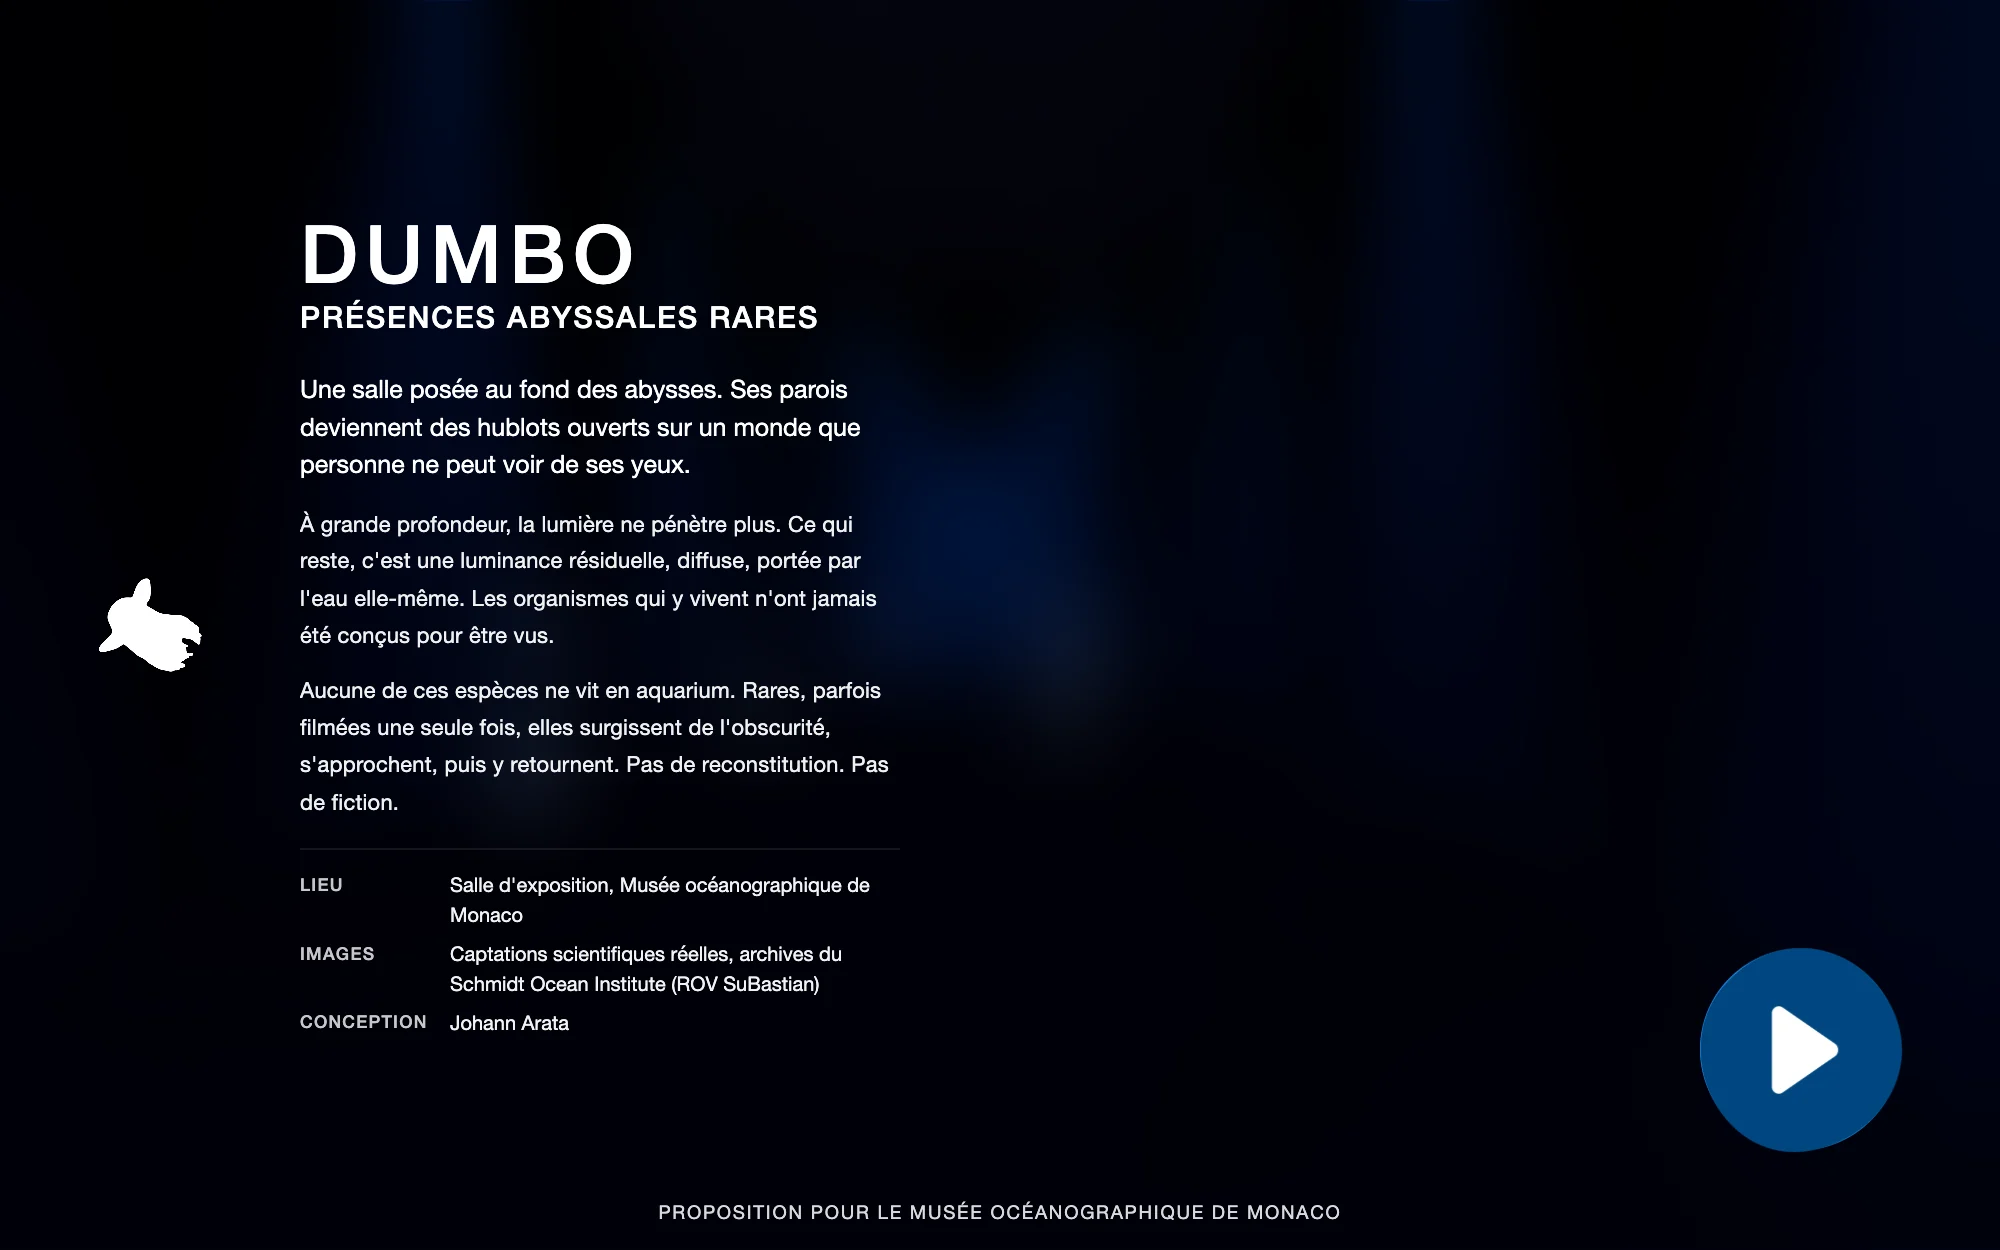 DUMBO
PRÉSENCES ABYSSALES RARES
Une salle posée au fond des abysses. Ses parois
deviennent des hublots ouverts sur un monde que
personne ne peut voir de ses yeux.
À grande profondeur, la lumière ne pénètre plus. Ce qui
reste, c'est une luminance résiduelle, diffuse, portée par
l'eau elle-même. Les organismes qui y vivent n'ont jamais
été conçus pour être vus.
Aucune de ces espèces ne vit en aquarium. Rares, parfois
filmées une seule fois, elles surgissent de l'obscurité,
s'approchent, puis y retournent. Pas de reconstitution. Pas
de fiction.
LIEU Salle d'exposition, Musée océanographique de
Monaco
IMAGES Captations scientifiques réelles, archives du
Schmidt Ocean Institute (ROV SuBastian)
CONCEPTION Johann Arata
PROPOSITION POUR LE MUSÉE OCÉANOGRAPHIQUE DE MONACO